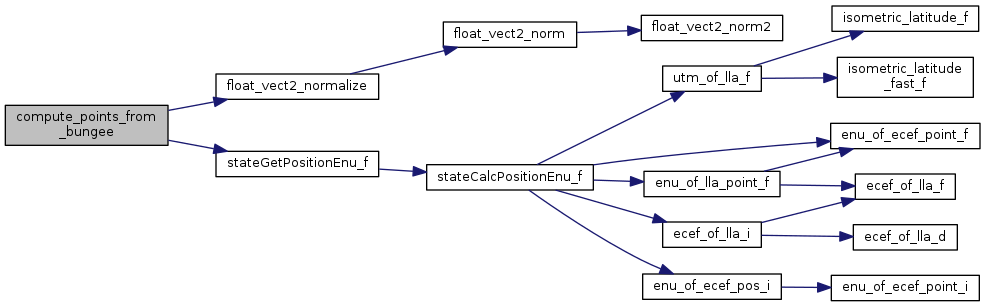 compute_points_from
_bungee
float_vect2_normalize
float_vect2_norm
float_vect2_norm2
stateGetPositionEnu_f
stateCalcPositionEnu_f
utm_of_lla_f
isometric_latitude_f
isometric_latitude
_fast_f
enu_of_ecef_point_f
enu_of_lla_point_f
ecef_of_lla_f
ecef_of_lla_i
ecef_of_lla_d
enu_of_ecef_pos_i
enu_of_ecef_point_i